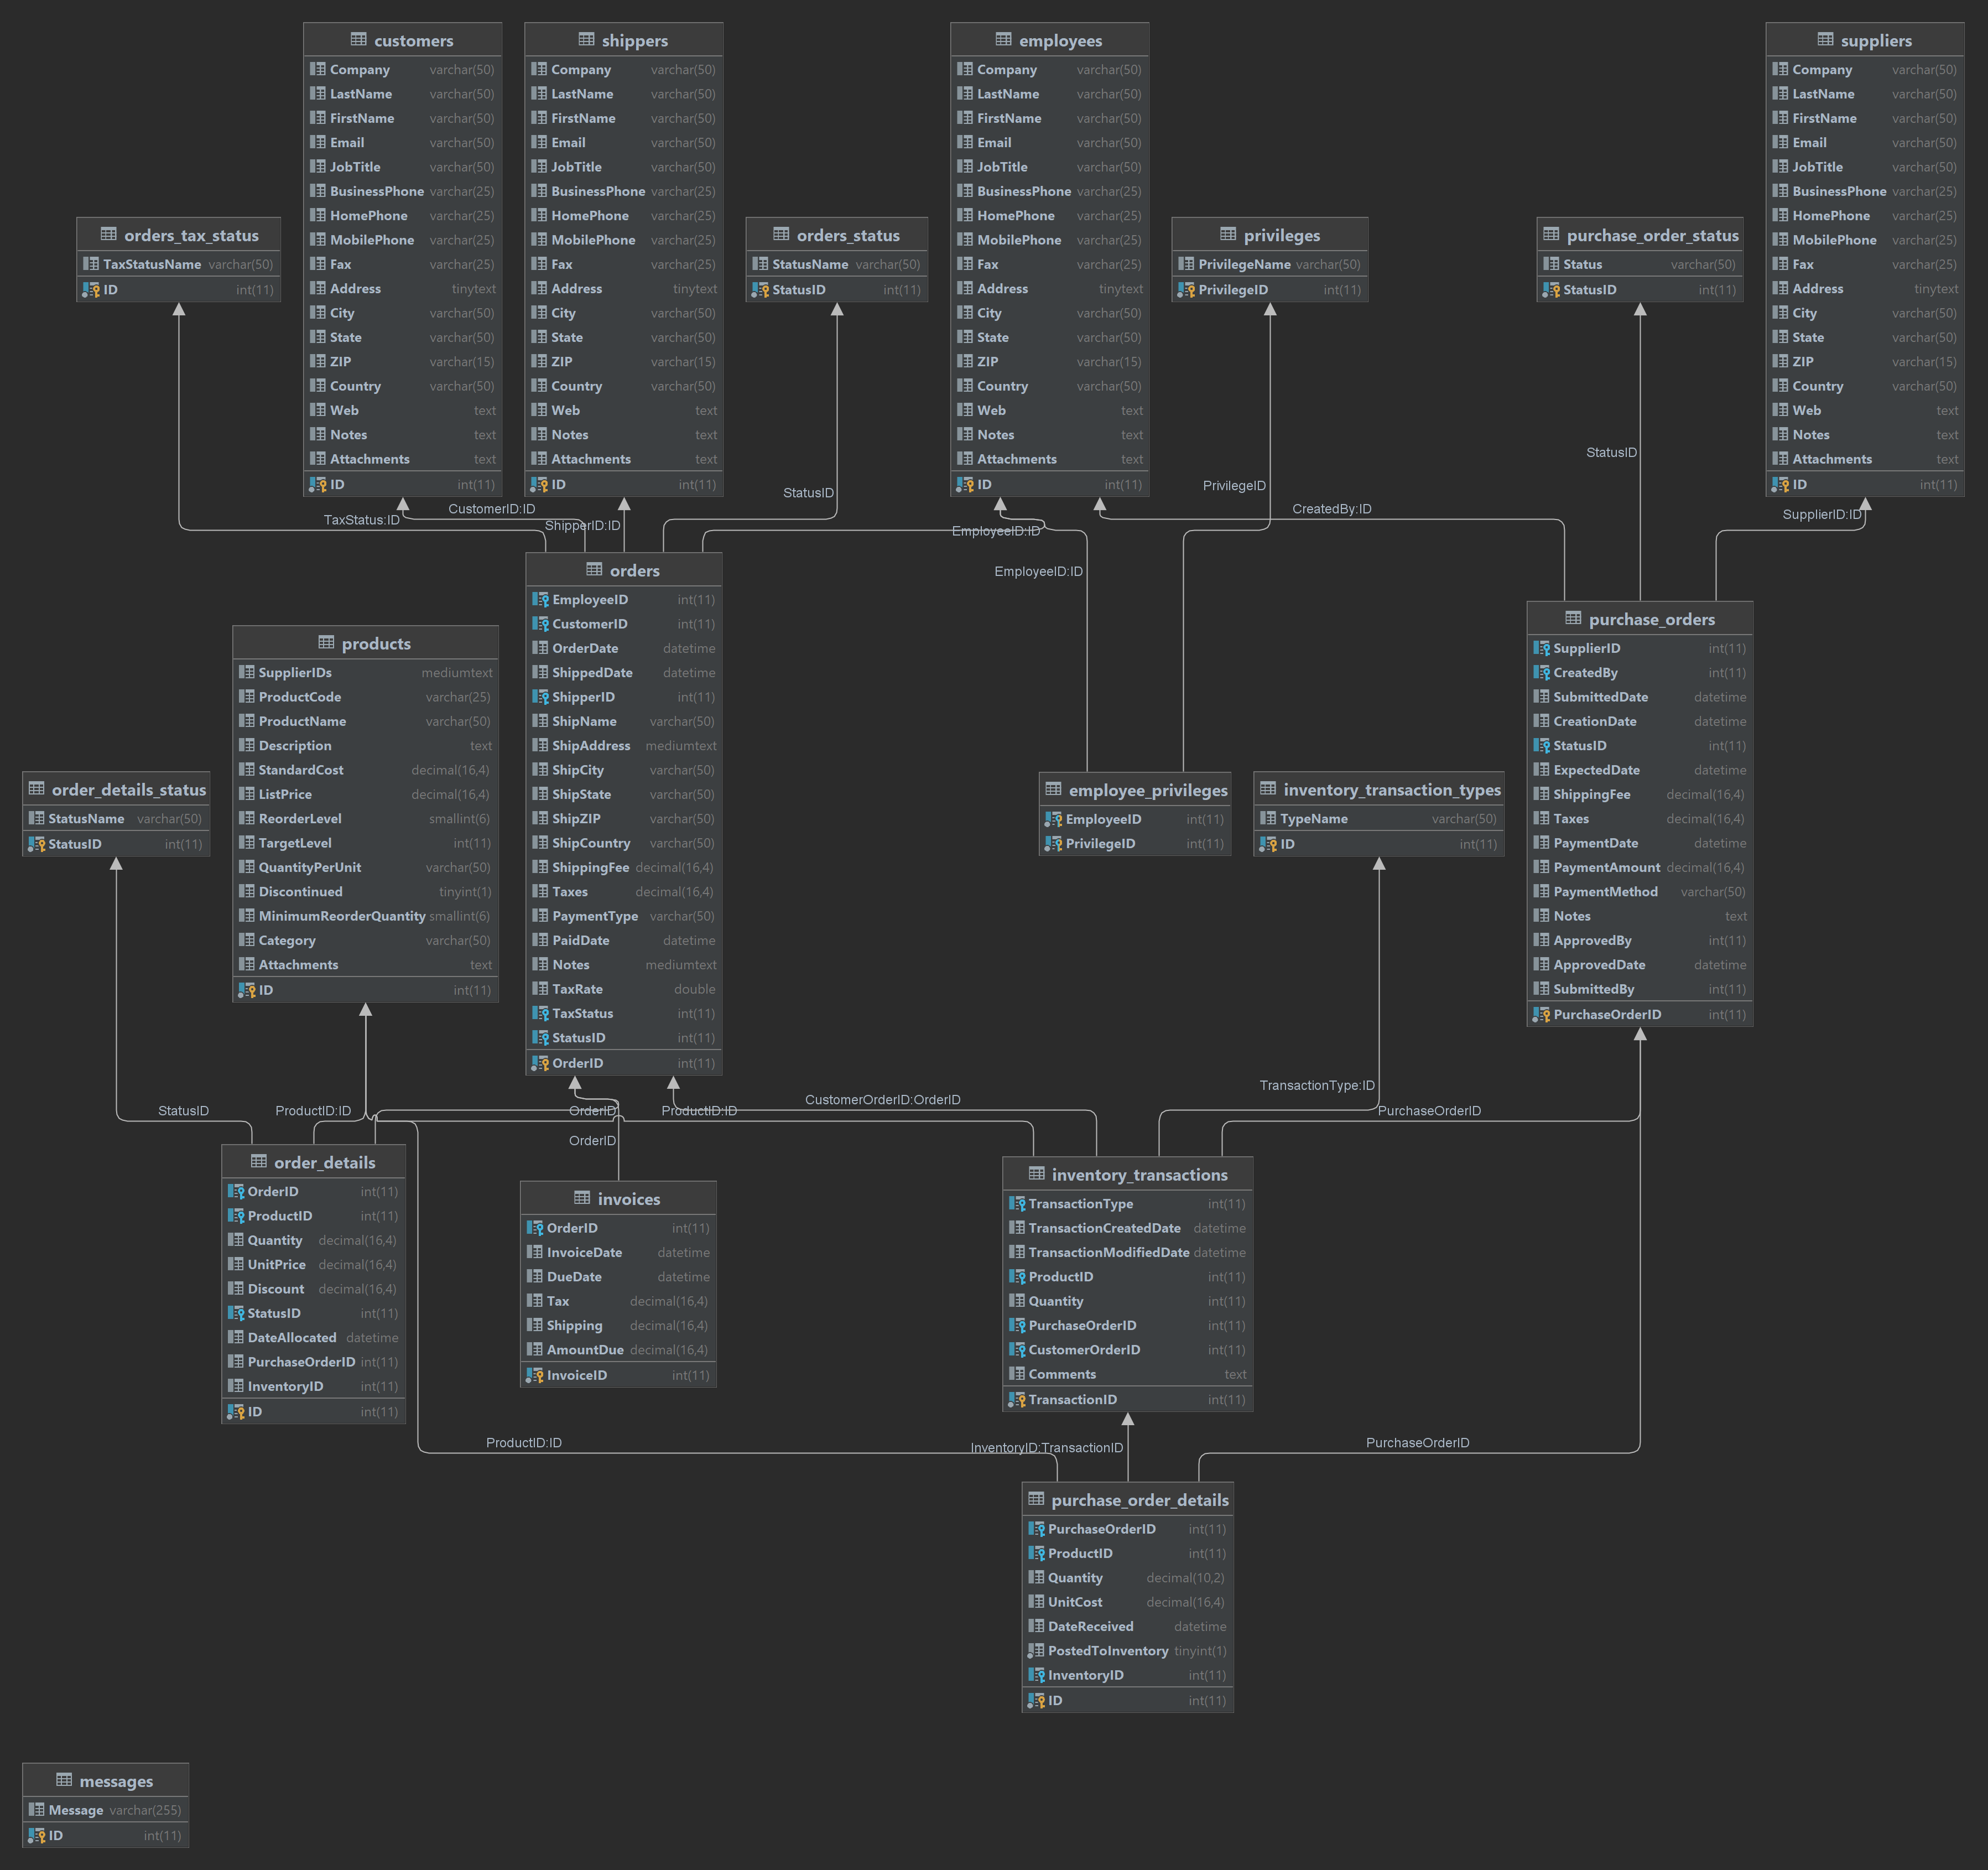 customers
Company varchar(50)
LastName varchar(50)
FirstName varchar(50)
Email varchar(50)
JobTitle varchar(50)
BusinessPhone varchar(25)
HomePhone varchar(25)
MobilePhone varchar(25)
Fax varchar(25)
Address tinytext
City varchar(50)
State varchar(50)
ZIP varchar(15)
Country varchar(50)
Web text
Notes text
Attachments text
ID int(11)
shippers
Company varchar(50)
LastName varchar(50)
FirstName varchar(50)
Email varchar(50)
JobTitle varchar(50)
BusinessPhone varchar(25)
HomePhone varchar(25)
MobilePhone varchar(25)
Fax varchar(25)
Address tinytext
City varchar(50)
State varchar(50)
ZIP varchar(15)
Country varchar(50)
Web text
Notes text
Attachments text
ID int(11)
employees
Company varchar(50)
LastName varchar(50)
FirstName varchar(50)
Email varchar(50)
JobTitle varchar(50)
BusinessPhone varchar(25)
HomePhone varchar(25)
MobilePhone varchar(25)
Fax varchar(25)
Address tinytext
City varchar(50)
State varchar(50)
ZIP varchar(15)
Country varchar(50)
Web text
Notes text
Attachments text
ID int(11)
suppliers
Company varchar(50)
LastName varchar(50)
FirstName varchar(50)
Email varchar(50)
JobTitle varchar(50)
BusinessPhone varchar(25)
HomePhone varchar(25)
MobilePhone varchar(25)
Fax varchar(25)
Address tinytext
City varchar(50)
State varchar(50)
ZIP varchar(15)
Country varchar(50)
Web text
Notes text
Attachments text
ID int(11)
orders_tax_status
TaxStatusName varchar(50)
ID int(11)
orders_status
StatusName varchar(50)
StatusID int(11)
privileges
PrivilegeName varchar(50)
PrivilegeID int(11)
purchase_order_status
Status varchar(50)
StatusID int(11)
StatusID
PrivilegeID
StatusID
TaxStatus:ID
CustomerID:ID
ShipperID:ID
EmployeeID:ID
CreatedBy:ID
SupplierID:ID
EmployeeID:ID
orders
EmployeeID int(11)
CustomerID int(11)
OrderDate datetime
ShippedDate datetime
ShipperID int(11)
ShipName varchar(50)
ShipAddress mediumtext
ShipCity varchar(50)
ShipState varchar(50)
ShipZIP varchar(50)
ShipCountry varchar(50)
ShippingFee decimal(16,4)
Taxes decimal(16,4)
PaymentType varchar(50)
PaidDate datetime
Notes mediumtext
TaxRate double
TaxStatus int(11)
StatusID int(11)
OrderID int(11)
purchase_orders
SupplierID int(11)
CreatedBy int(11)
SubmittedDate datetime
CreationDate datetime
StatusID int(11)
ExpectedDate datetime
ShippingFee decimal(16,4)
Taxes decimal(16,4)
PaymentDate datetime
PaymentAmount decimal(16,4)
PaymentMethod varchar(50)
Notes text
ApprovedBy int(11)
ApprovedDate datetime
SubmittedBy int(11)
PurchaseOrderID int(11)
products
SupplierIDs mediumtext
ProductCode varchar(25)
ProductName varchar(50)
Description text
StandardCost decimal(16,4)
ListPrice decimal(16,4)
ReorderLevel smallint(6)
TargetLevel int(11)
QuantityPerUnit varchar(50)
Discontinued tinyint(1)
MinimumReorderQuantity smallint(6)
Category varchar(50)
Attachments text
ID int(11)
order_details_status
StatusName varchar(50)
StatusID int(11)
employee_privileges
EmployeeID int(11)
PrivilegeID int(11)
inventory_transaction_types
TypeName varchar(50)
ID int(11)
StatusID
ProductID:ID
OrderID
ProductID:ID
CustomerOrderID:OrderID
TransactionType:ID
PurchaseOrderID
OrderID
order_details
OrderID int(11)
ProductID int(11)
Quantity decimal(16,4)
UnitPrice decimal(16,4)
Discount decimal(16,4)
StatusID int(11)
DateAllocated datetime
PurchaseOrderID int(11)
InventoryID int(11)
ID int(11)
invoices
OrderID int(11)
InvoiceDate datetime
DueDate datetime
Tax decimal(16,4)
Shipping decimal(16,4)
AmountDue decimal(16,4)
InvoiceID int(11)
inventory_transactions
TransactionType int(11)
TransactionCreatedDate datetime
TransactionModifiedDate datetime
ProductID int(11)
Quantity int(11)
PurchaseOrderID int(11)
CustomerOrderID int(11)
Comments text
TransactionID int(11)
ProductID:ID
InventoryID:TransactionID
PurchaseOrderID
purchase_order_details
PurchaseOrderID int(11)
ProductID int(11)
Quantity decimal(10,2)
UnitCost decimal(16,4)
DateReceived datetime
PostedToInventory tinyint(1)
InventoryID int(11)
ID int(11)
messages
Message varchar(255)
ID int(11)